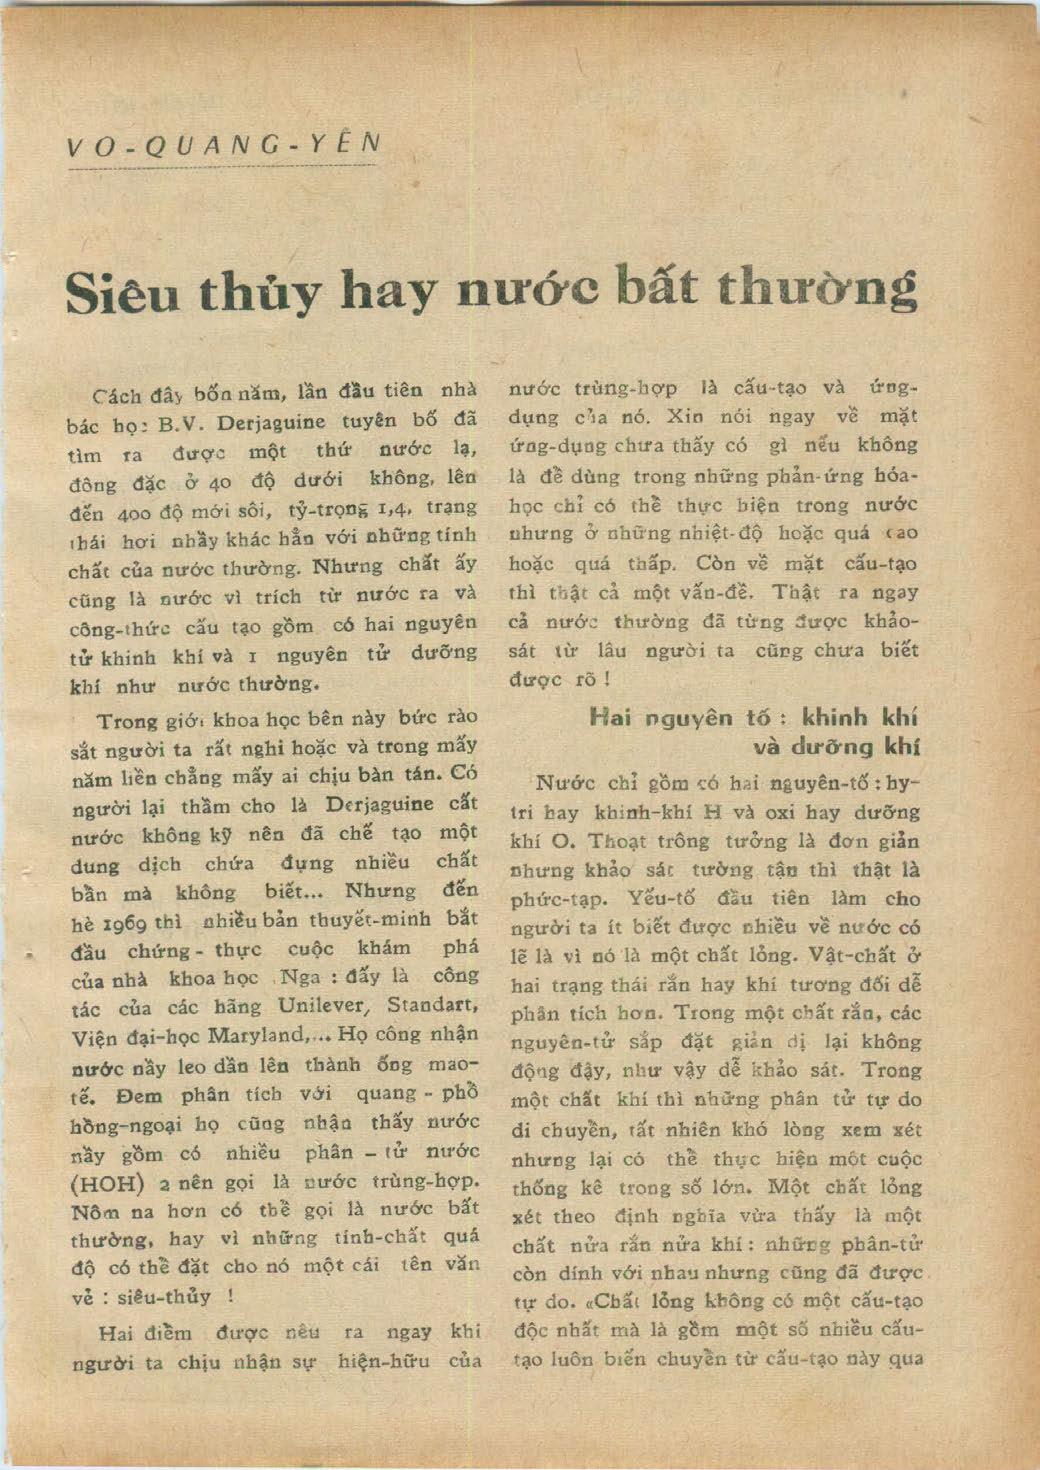 VO-QUANG-YÊN
Siêu thủy hay nước bất thường
Cách đây bốn năm, lần đầu tiên nhà
bác học B.V. Derjaguine tuyên bố đã
tìm ra được một thứ nước lạ,
đông đặc ở 40 độ dưới không, lên
đến 400 độ mới sôi, tỷ-trọng 1,4, trạng
thái hơi nhầy khác hẳn với những tính
chất của nước thường. Nhưng chất ấy
cũng là nước vì trích từ nước ra và
công-thức cấu tạo gồm có hai nguyên
tử khinh khí và 1 nguyên tử dưỡng
khí như nước thường.
Trong giới khoa học bên này bức rào
sắt người ta rất nghi hoặc và trong mấy
năm liền chẳng mấy ai chịu bàn tán. Có
người lại thầm cho là Derjaguine cất
nước không kỹ nên đã chế tạo một
dung dịch chứa đụng nhiều chất
bẩn mà không biết... Nhưng đến
hè 1969 thì nhiều bản thuyết-minh bắt
đầu chứng - thực cuộc khám phá
của nhà khoa học Nga : đấy là công
tác của các hãng Unilever, Standart,
Viện đại-học Maryland,... Họ công nhận
nước nầy leo dần lên thành ống mao-
tế. Đem phân tích với quang - phổ
hồng-ngoại họ cũng nhận thấy nước
nầy gồm có nhiều phân - tử nước
(HOH) 2 nên gọi là nước trùng-hợp.
Nôm na hơn có thề gọi là nước bất
thường, hay vì những tính-chất quá
độ có thề đặt cho nó một cái tên văn
vẻ : siêu-thủy !
Hai điềm được nêu ra ngay khi
người ta chịu nhận sự hiện-hữu của
nước trùng-hợp là cấu-tạo và ứng-
dụng của nó. Xin nói ngay về mặt
ứng-dụng chưa thấy có gì nếu không
là đề dùng trong những phản-ứng hóa-
học chỉ có thề thực hiện trong nước
nhưng ở những nhiệt-độ hoặc quá cao
hoặc quá thấp. Còn về mặt cấu-tạo
thì thật cả một vấn-đề. Thật ra ngay
cả nước thường đã từng được khảo-
sát từ lâu người ta cũng chưa biết
được rõ !
Hai nguyên tố : khinh khí
và dưỡng khí
Nước chỉ gồm có hai nguyên-tố : hy-
tri hay khinh-khí H và oxi hay dưỡng
khí O. Thoạt trông tưởng là đơn giản
nhưng khảo sát tường tận thì thật là
phức-tạp. Yếu-tố đầu tiên làm cho
người ta ít biết được nhiều về nước có
lẽ là vì nó là một chất lỏng. Vật-chất ở
hai trạng thái rắn hay khí tương đối dễ
phân tích hơn. Trong một chất rắn, các
nguyên-tử sắp đặt giản dị lại không
động đậy, như vậy dễ khảo sát. Trong
một chất khí thì những phân tử tự do
di chuyền, tất nhiên khó lòng xem xét
nhưng lại có thề thực hiện một cuộc
thống kê trong số lớn. Một chất lỏng
xét theo định nghĩa vừa thấy là một
chất nửa rắn nửa khí : những phân-tử
còn dính với nhau nhưng cũng đã được
tự do. «Chất lỏng không có một cấu-tạo
độc nhất mà là gồm một số nhiều cấu-
tạo luôn biến chuyền từ cấu-tạo này qua